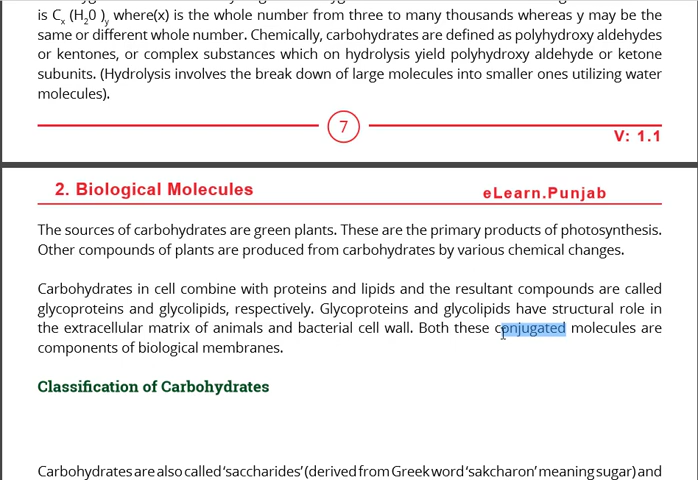 is Cx (H20 )y where(x) is the whole number from three to many thousands whereas y may be the
same or different whole number. Chemically, carbohydrates are defined as polyhydroxy aldehydes
or kentones, or complex substances which on hydrolysis yield polyhydroxy aldehyde or ketone
subunits. (Hydrolysis involves the break down of large molecules into smaller ones utilizing water
molecules).
7
V: 1.1
2. Biological Molecules
eLearn.Punjab
The sources of carbohydrates are green plants. These are the primary products of photosynthesis.
Other compounds of plants are produced from carbohydrates by various chemical changes.
Carbohydrates in cell combine with proteins and lipids and the resultant compounds are called
glycoproteins and glycolipids, respectively. Glycoproteins and glycolipids have structural role in
the extracellular matrix of animals and bacterial cell wall. Both these conjugated molecules are
components of biological membranes.
Classification of Carbohydrates
Carbohydrates are also called 'saccharides' (derived from Greek word 'sakcharon' meaning sugar) and